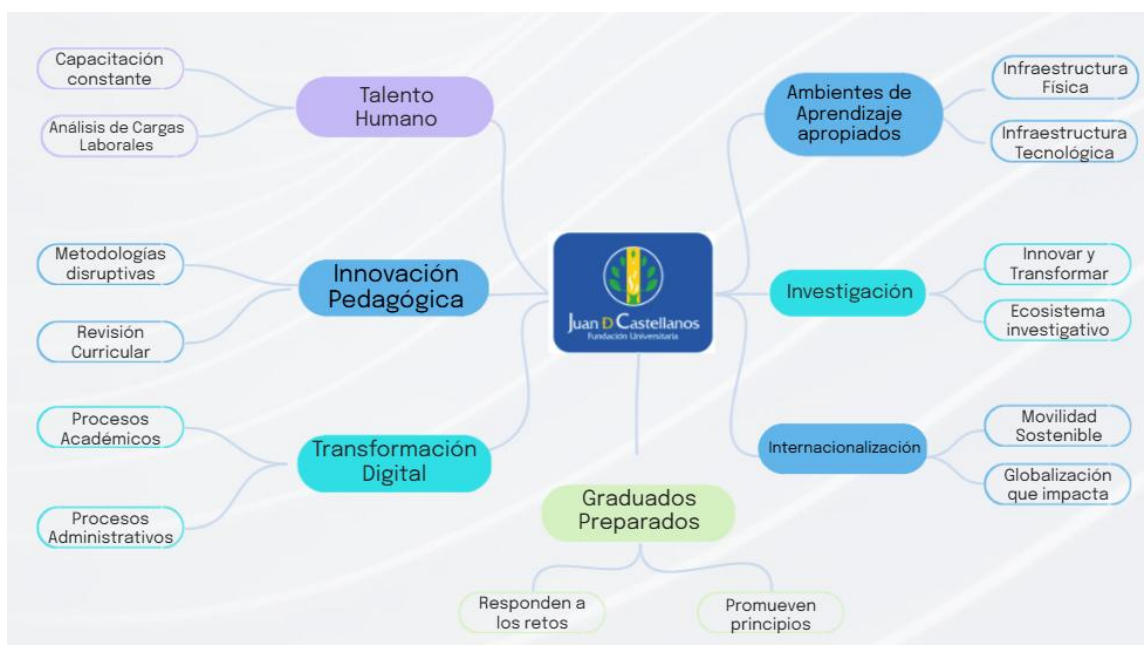 Capacitación
constante
Análisis de Cargas
Laborales
Talento
Humano
Metodologías
disruptivas
Revisión
Curricular
Innovación
Pedagógica
Procesos
Académicos
Procesos
Administrativos
Transformación
Digital
Juan D Castellanos
Fundación Universitaria
Ambientes de
Aprendizaje
apropiados
Infraestructura
Física
Infraestructura
Tecnológica
Investigación
Innovar y
Transformar
Ecosistema
investigativo
Internacionalización
Movilidad
Sostenible
Globalización
que impacta
Graduados
Preparados
Responden a
los retos
Promueven
principios